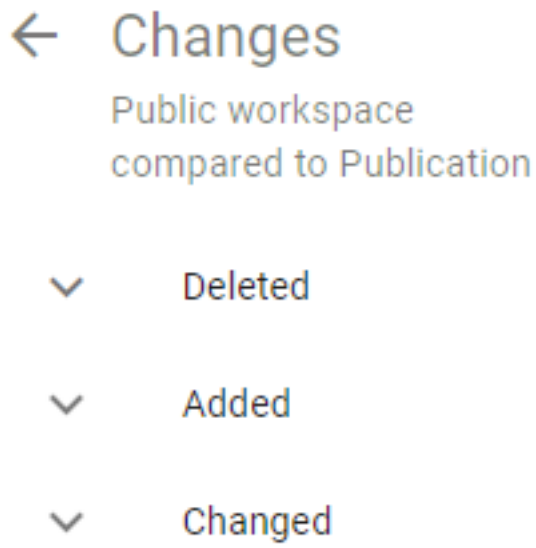 Changes
Public workspace
compared to Publication
Deleted
Added
Changed